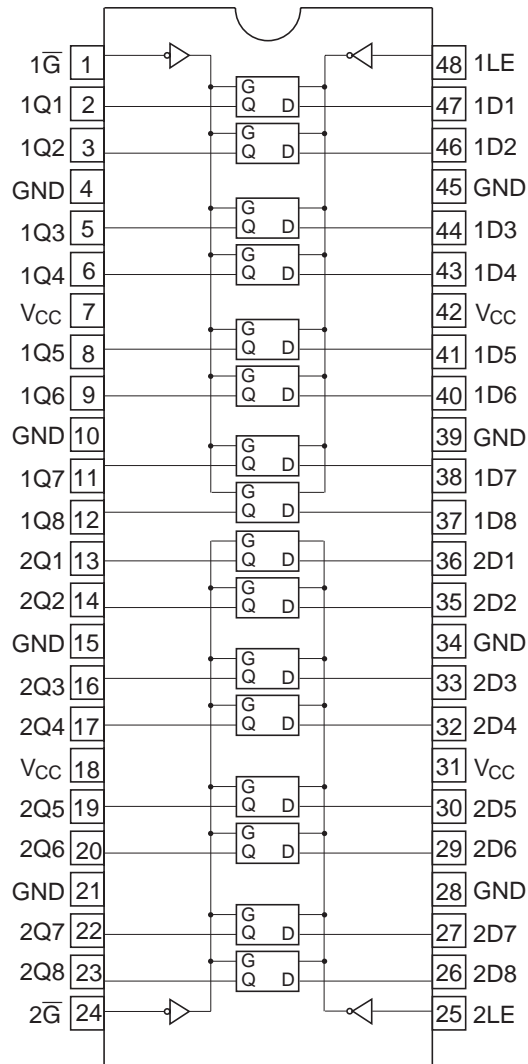 1G̅ 1 48 1LE
G
1Q1 2 Q D 47 1D1
G
1Q2 3 Q D 46 1D2
GND 4 45 GND
G
1Q3 5 Q D 44 1D3
G
1Q4 6 Q D 43 1D4
VCC 7 42 VCC
G
1Q5 8 Q D 41 1D5
G
1Q6 9 Q D 40 1D6
GND 10 39 GND
G
1Q7 11 Q D 38 1D7
G
1Q8 12 Q D 37 1D8
G
2Q1 13 Q D 36 2D1
G
2Q2 14 Q D 35 2D2
GND 15 34 GND
G
2Q3 16 Q D 33 2D3
G
2Q4 17 Q D 32 2D4
VCC 18 31 VCC
G
2Q5 19 Q D 30 2D5
G
2Q6 20 Q D 29 2D6
GND 21 28 GND
G
2Q7 22 Q D 27 2D7
G
2Q8 23 Q D 26 2D8
2G̅ 24 25 2LE